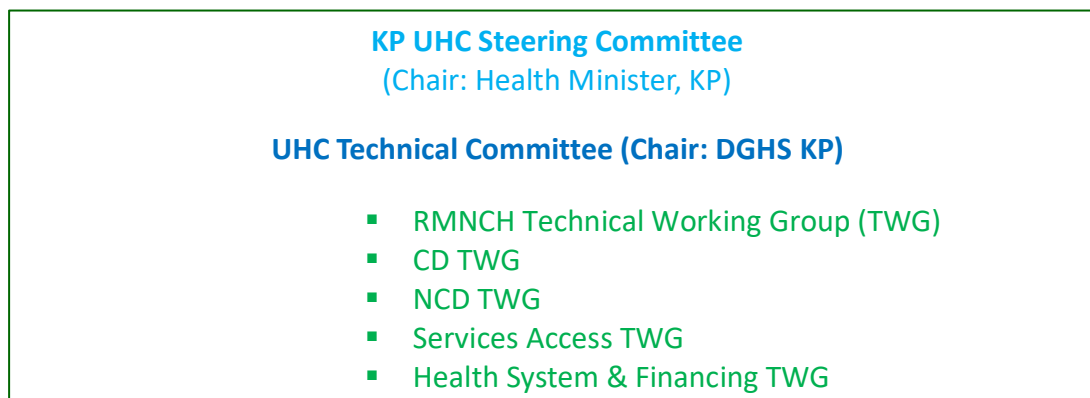 KP UHC Steering Committee
(Chair: Health Minister, KP)
UHC Technical Committee (Chair: DGHS KP)
▪ RMNCH Technical Working Group (TWG)
▪ CD TWG
▪ NCD TWG
▪ Services Access TWG
▪ Health System & Financing TWG